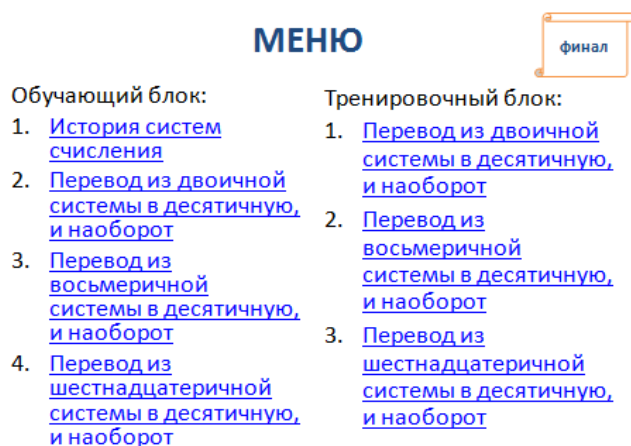 МЕНЮ
финал
Обучающий блок:
1. История систем
счисления
2. Перевод из двоичной
системы в десятичную,
и наоборот
3. Перевод из
восьмеричной
системы в десятичную,
и наоборот
4. Перевод из
шестнадцатеричной
системы в десятичную,
и наоборот
Тренировочный блок:
1. Перевод из двоичной
системы в десятичную,
и наоборот
2. Перевод из
восьмеричной
системы в десятичную,
и наоборот
3. Перевод из
шестнадцатеричной
системы в десятичную,
и наоборот